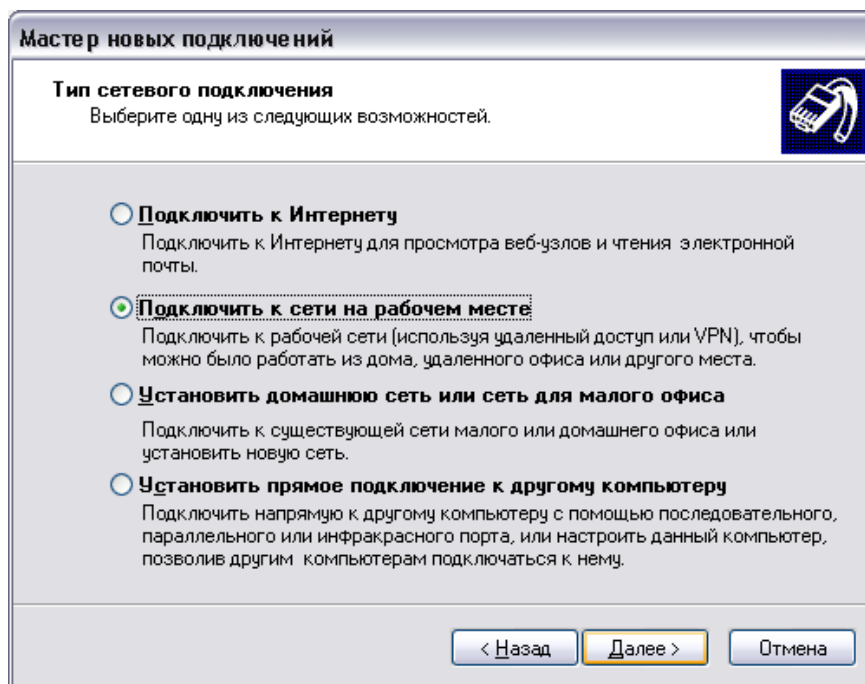 Мастер новых подключений
Тип сетевого подключения
Выберите одну из следующих возможностей.
Подключить к Интернету
Подключить к Интернету для просмотра веб-узлов и чтения электронной
почты.
Подключить к сети на рабочем месте
Подключить к рабочей сети (используя удаленный доступ или VPN), чтобы
можно было работать из дома, удаленного офиса или другого места.
Установить домашнюю сеть или сеть для малого офиса
Подключить к существующей сети малого или домашнего офиса или
установить новую сеть.
Установить прямое подключение к другому компьютеру
Подключить напрямую к другому компьютеру с помощью последовательного,
параллельного или инфракрасного порта, или настроить данный компьютер,
позволив другим компьютерам подключаться к нему.
< Назад Далее > Отмена